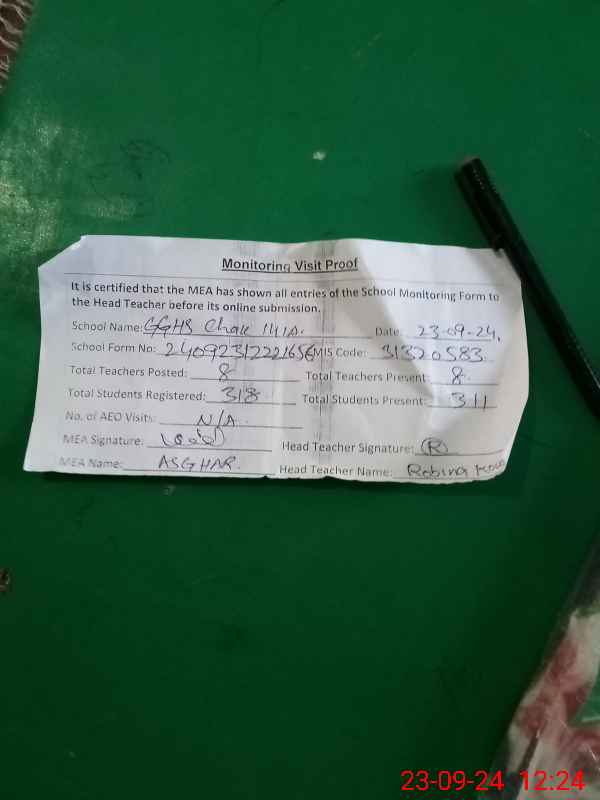 Monitoring Visit Proof
It is certified that the MEA has shown all entries of the School Monitoring Form to
the Head Teacher before its online submission.
School Name: GGHS Chak 141A. Date: 23-09-24.
School Form No: 24092312221656 MIS Code: 31320583.
Total Teachers Posted: 8 Total Teachers Present: 8.
Total Students Registered: 318 Total Students Present: 311
No. of AEO Visits: N/A
MEA Signature: Head Teacher Signature: R
MEA Name: ASGHAR. Head Teacher Name: Robina
23-09-24 12:24